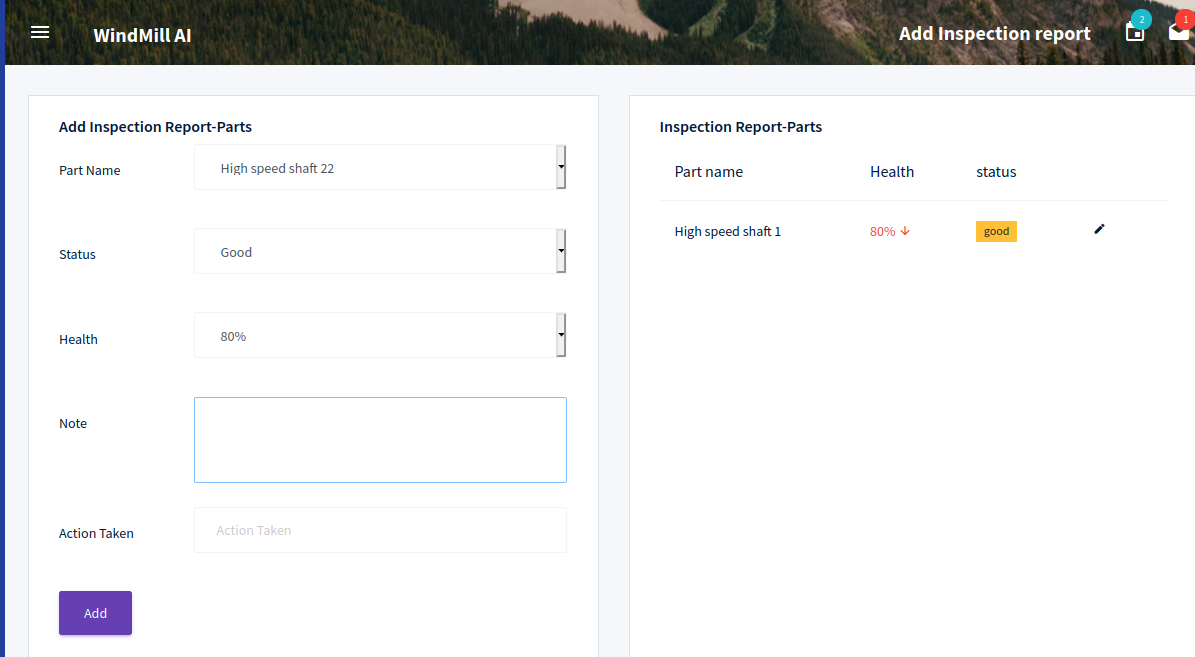 WindMill AI
Add Inspection report
2
1
Add Inspection Report-Parts
Part Name
High speed shaft 22
Status
Good
Health
80%
Note
Action Taken
Action Taken
Add
Inspection Report-Parts
Part name Health status
High speed shaft 1 80% ↓ good